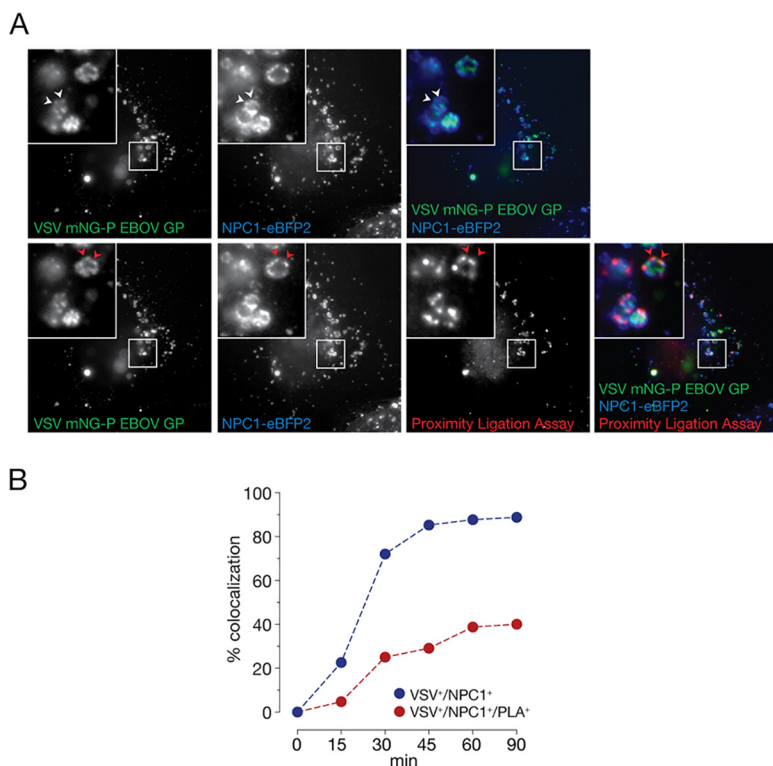 A
VSV mNG-P EBOV GP
NPC1-eBFP2
VSV mNG-P EBOV GP
NPC1-eBFP2
VSV mNG-P EBOV GP
NPC1-eBFP2
Proximity Ligation Assay
VSV mNG-P EBOV GP
NPC1-eBFP2
Proximity Ligation Assay
B
100
80
60
40
20
0
% colocalization
VSV⁺/NPC1⁺
VSV⁺/NPC1⁺/PLA⁺
0 15 30 45 60 90
min